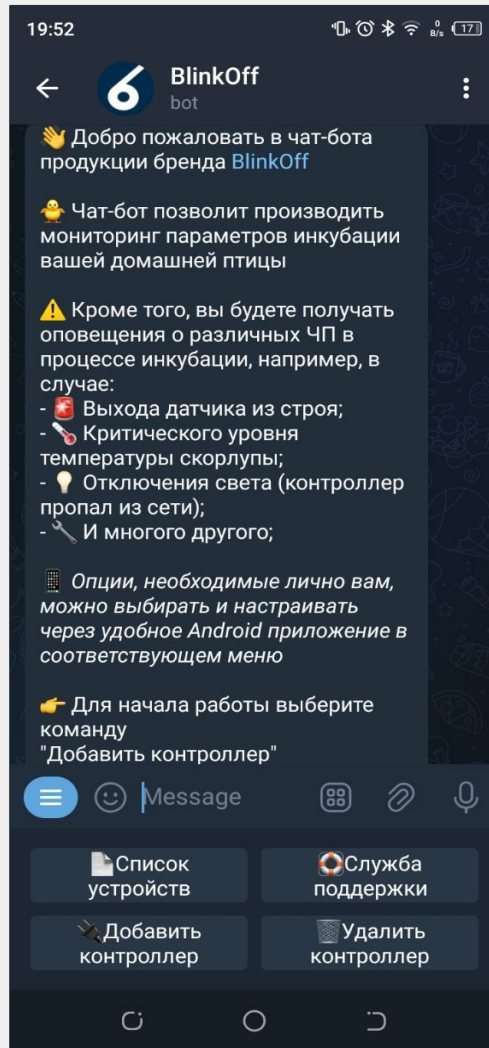 19:52
0 B/s 17
BlinkOff
bot
👋 Добро пожаловать в чат-бота
продукции бренда BlinkOff
🐥 Чат-бот позволит производить
мониторинг параметров инкубации
вашей домашней птицы
⚠️ Кроме того, вы будете получать
оповещения о различных ЧП в
процессе инкубации, например, в
случае:
- 🚨 Выхода датчика из строя;
- 🌡️ Критического уровня
температуры скорлупы;
- 💡 Отключения света (контроллер
пропал из сети);
- 🔧 И многого другого;
📱 Опции, необходимые лично вам,
можно выбирать и настраивать
через удобное Android приложение в
соответствующем меню
👉 Для начала работы выберите
команду
"Добавить контроллер"
Message
📄Список
устройств
🛟Служба
поддержки
🔌Добавить
контроллер
🗑️Удалить
контроллер